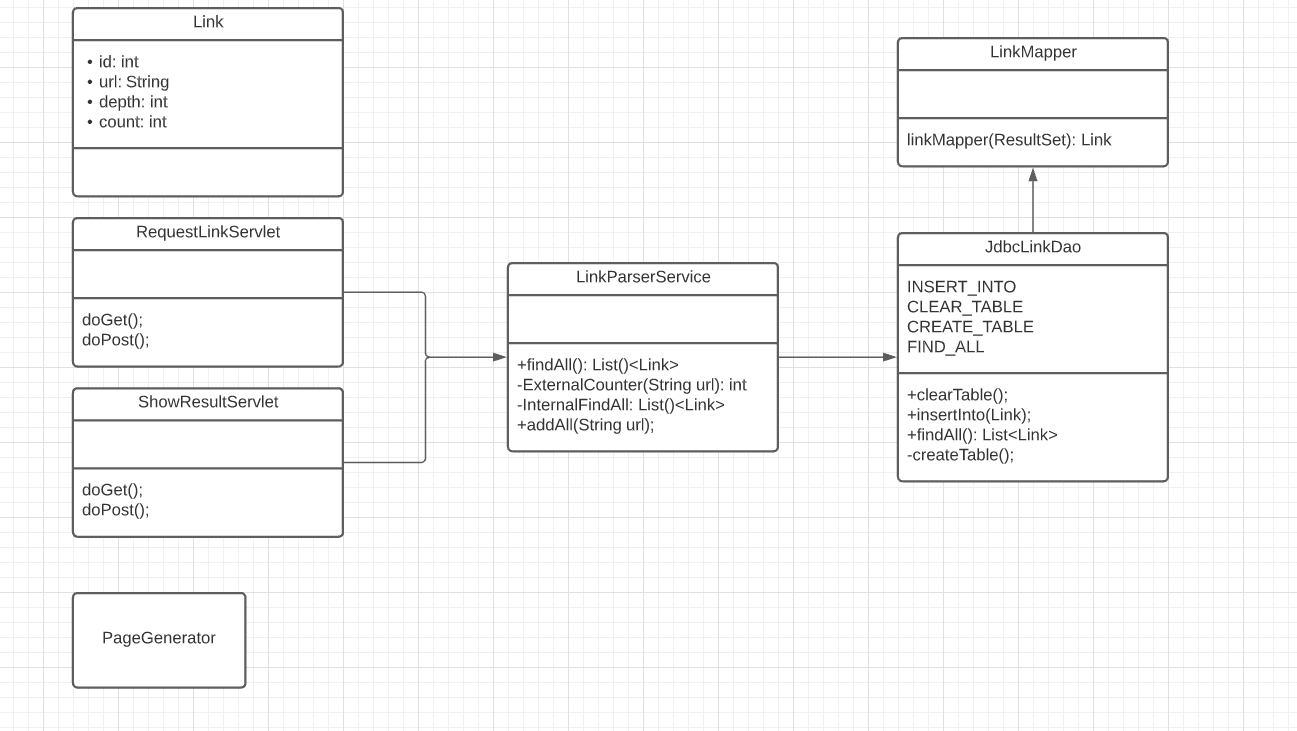 Link
• id: int
• url: String
• depth: int
• count: int
RequestLinkServlet
doGet();
doPost();
ShowResultServlet
doGet();
doPost();
PageGenerator
LinkParserService
+findAll(): List()<Link>
-ExternalCounter(String url): int
-InternalFindAll: List()<Link>
+addAll(String url);
LinkMapper
linkMapper(ResultSet): Link
JdbcLinkDao
INSERT_INTO
CLEAR_TABLE
CREATE_TABLE
FIND_ALL
+clearTable();
+insertInto(Link);
+findAll(): List<Link>
-createTable();